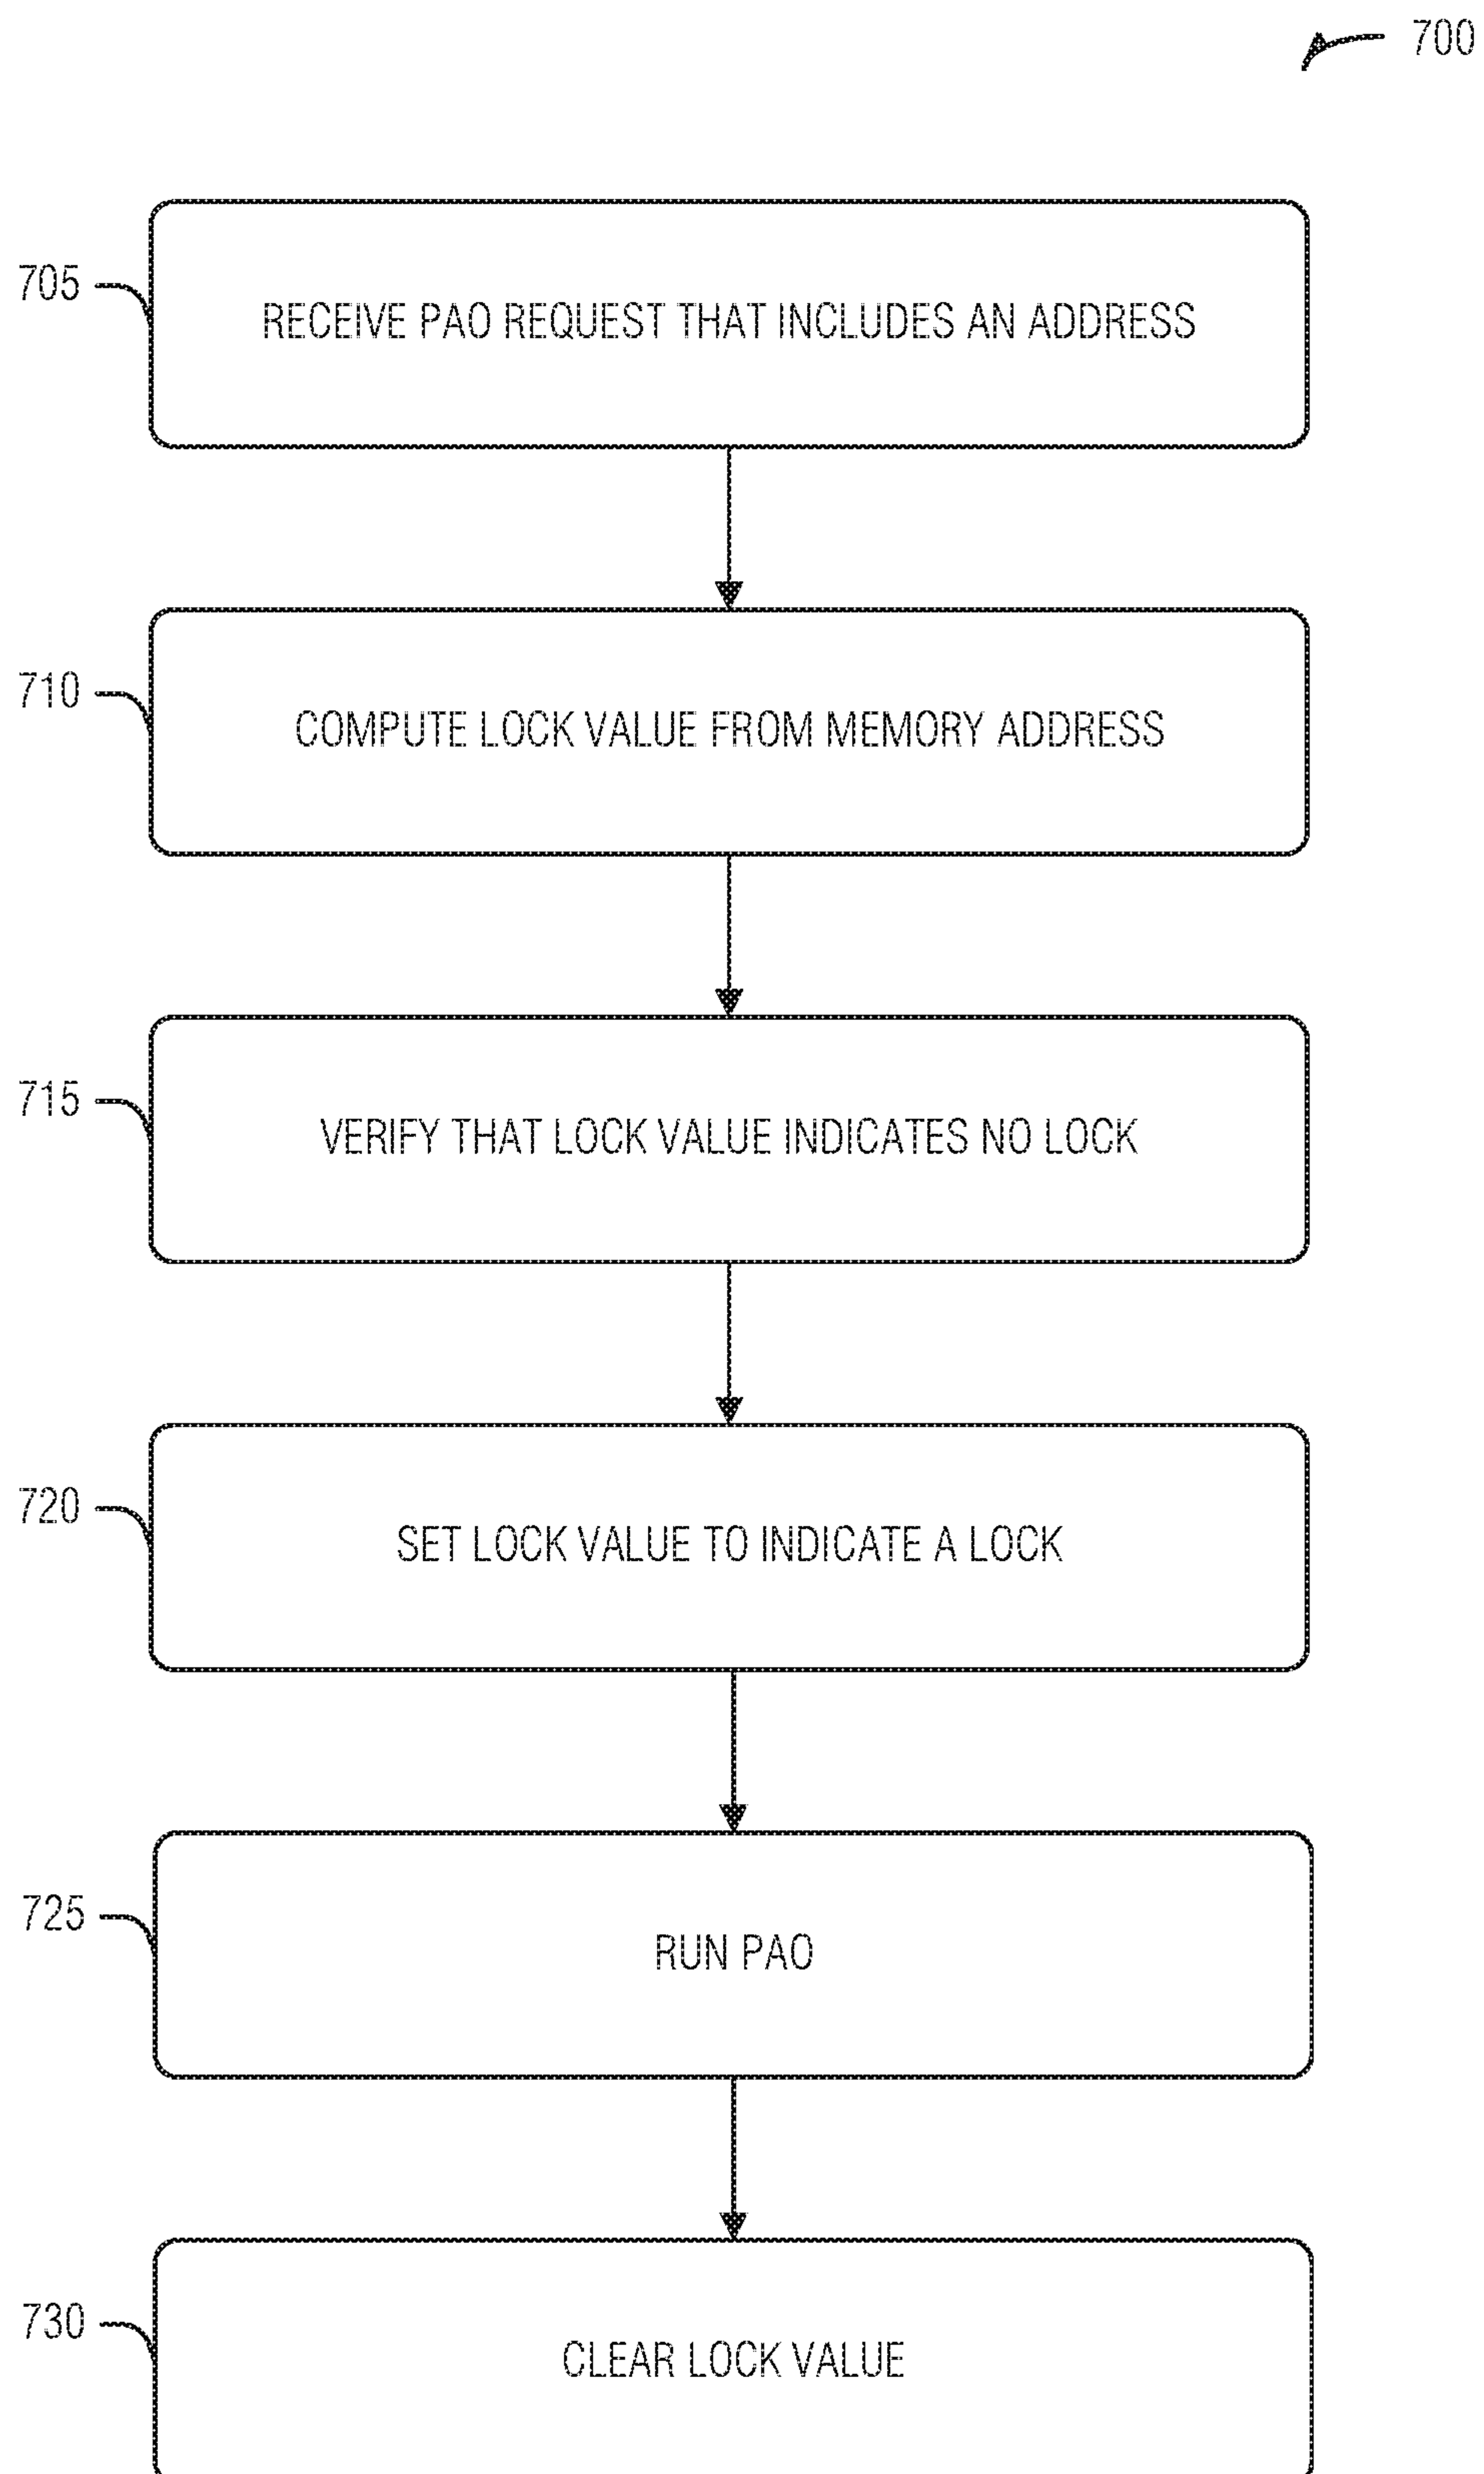 700
705
RECEIVE PAO REQUEST THAT INCLUDES AN ADDRESS
710
COMPUTE LOCK VALUE FROM MEMORY ADDRESS
715
VERIFY THAT LOCK VALUE INDICATES NO LOCK
720
SET LOCK VALUE TO INDICATE A LOCK
725
RUN PAO
730
CLEAR LOCK VALUE